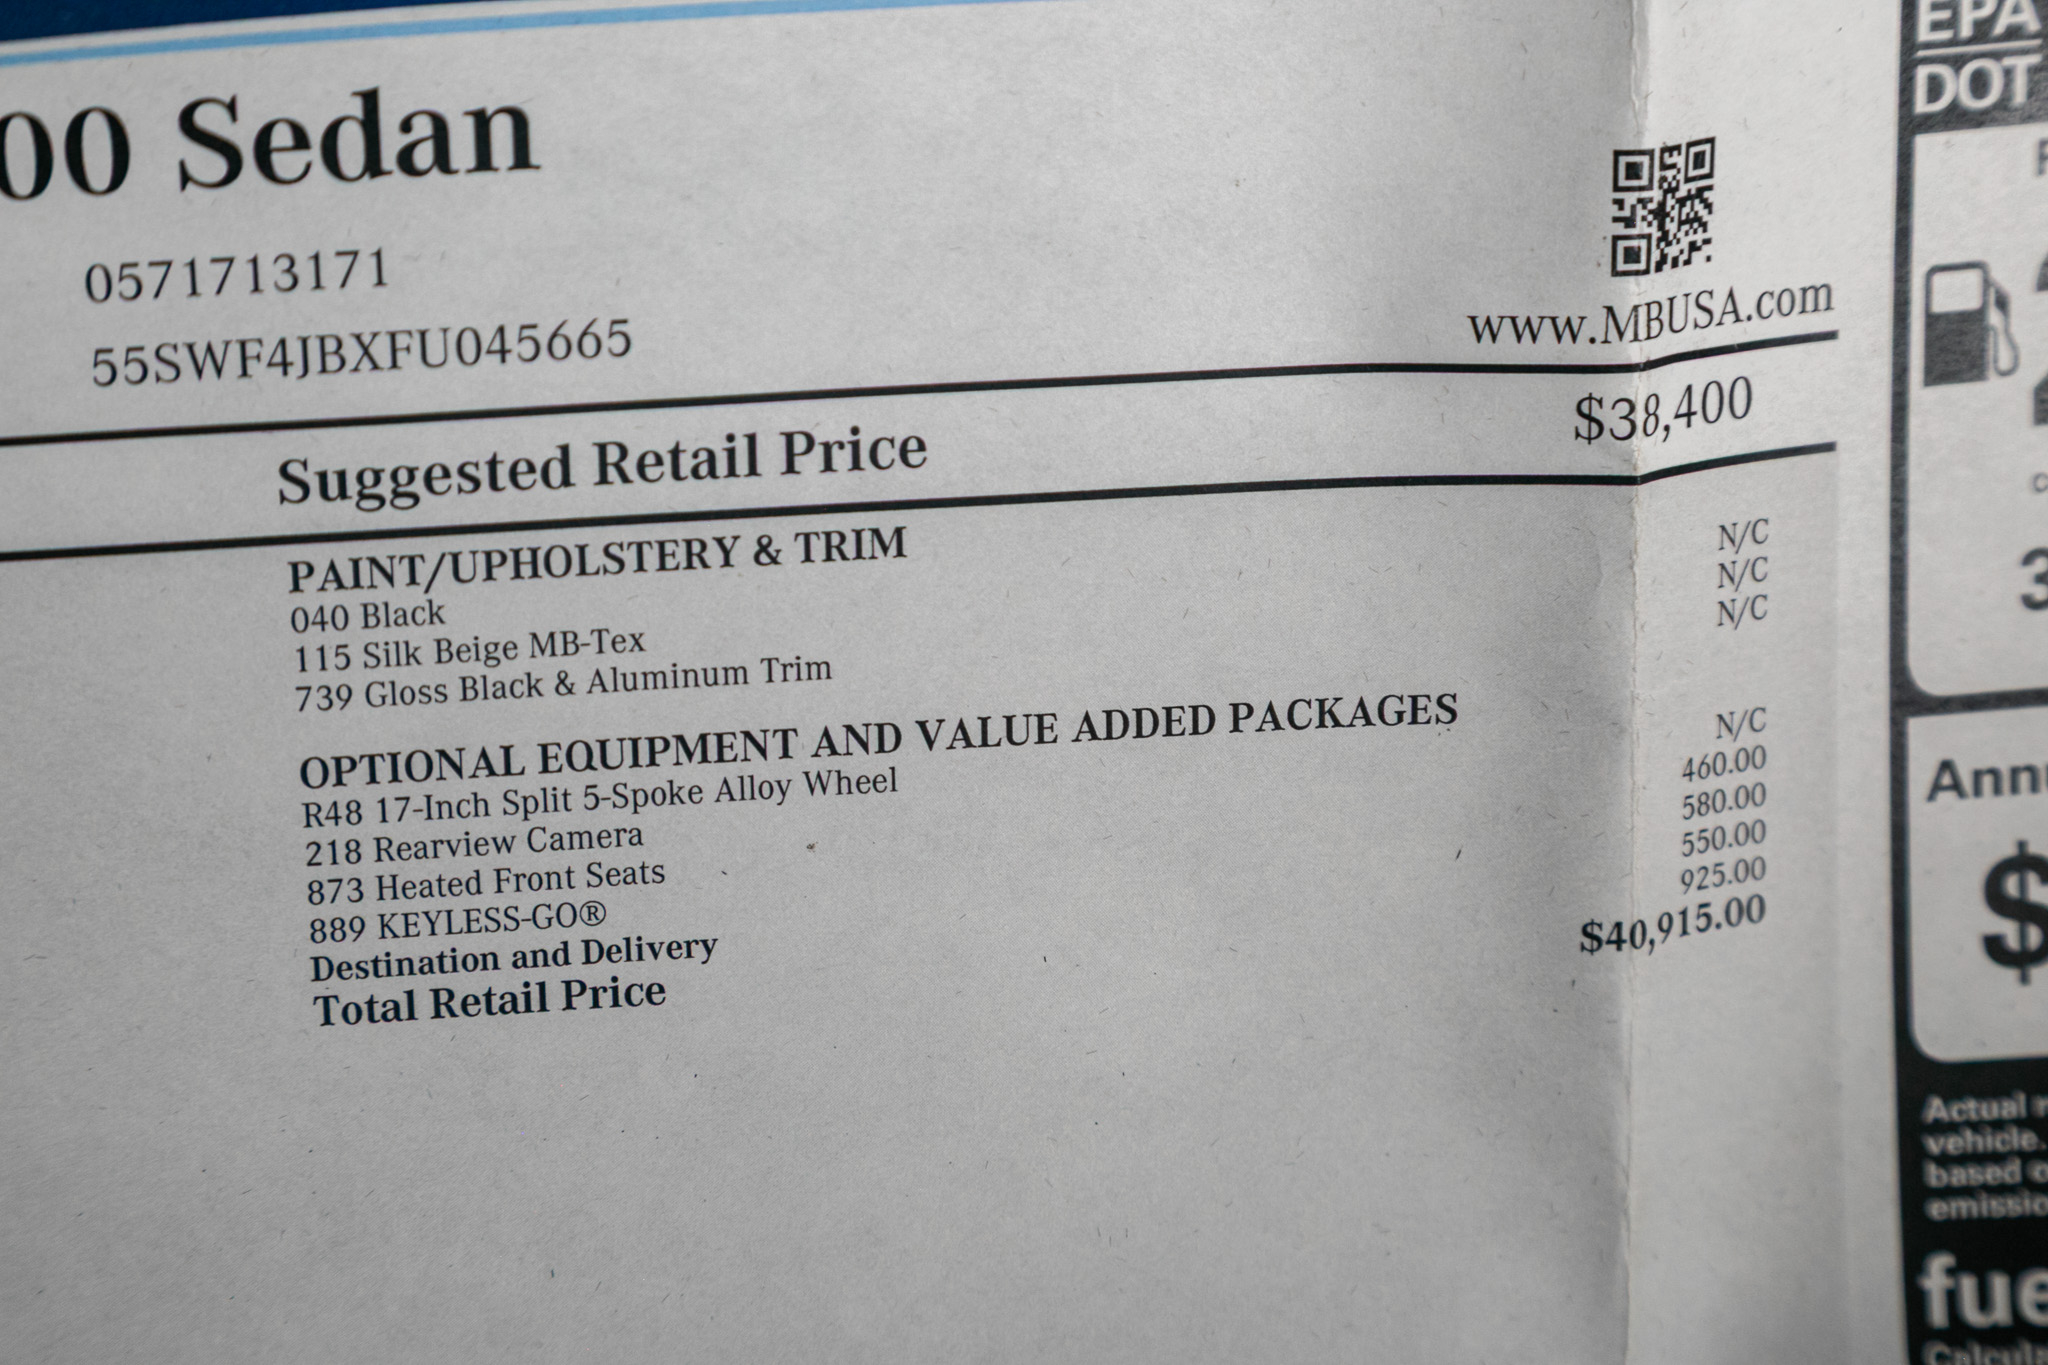 00 Sedan
0571713171
55SWF4JBXFU045665
www.MBUSA.com
Suggested Retail Price $38,400
PAINT/UPHOLSTERY & TRIM
040 Black N/C
115 Silk Beige MB-Tex N/C
739 Gloss Black & Aluminum Trim N/C
OPTIONAL EQUIPMENT AND VALUE ADDED PACKAGES
R48 17-Inch Split 5-Spoke Alloy Wheel N/C
218 Rearview Camera 460.00
873 Heated Front Seats 580.00
889 KEYLESS-GO® 550.00
Destination and Delivery 925.00
Total Retail Price $40,915.00
EPA
DOT
3
Annu
$
Actual
vehicle.
based o
emissio
fue
Calcula